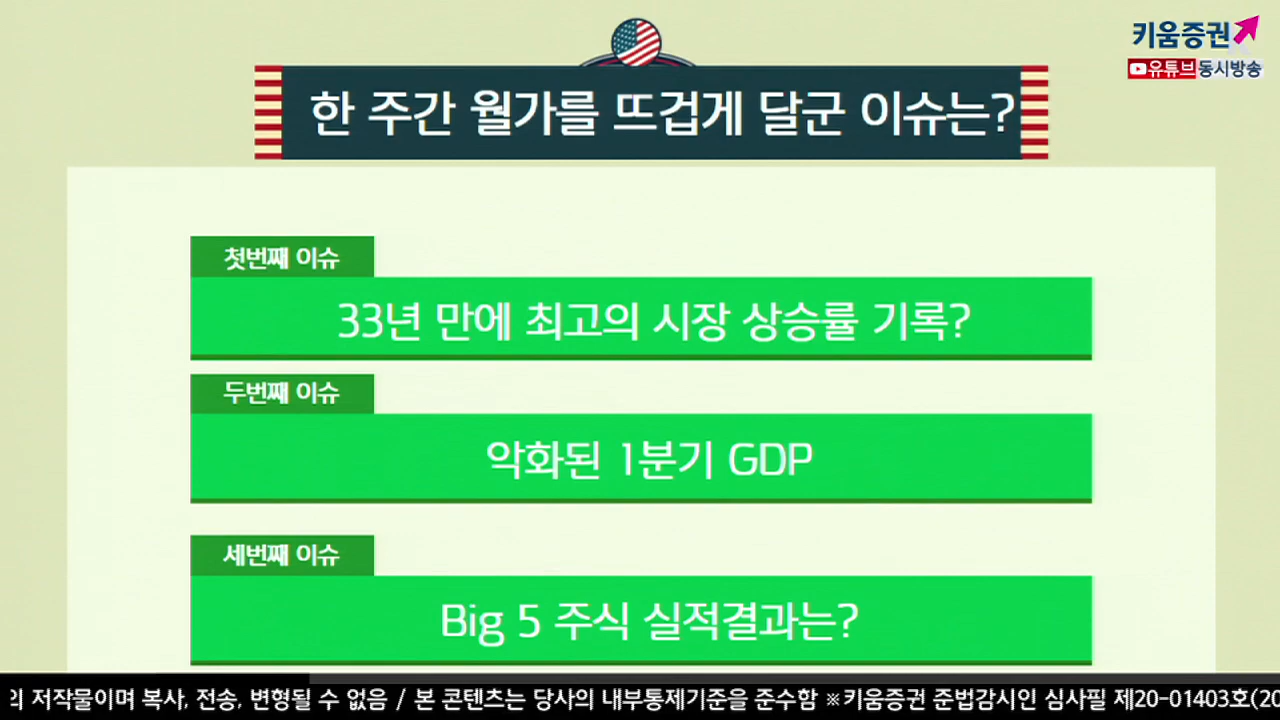 키움증권
유튜브 동시방송
한 주간 월가를 뜨겁게 달군 이슈는?
첫번째 이슈
33년 만에 최고의 시장 상승률 기록?
두번째 이슈
악화된 1분기 GDP
세번째 이슈
Big 5 주식 실적결과는?
의 저작물이며 복사, 전송, 변형될 수 없음 / 본 콘텐츠는 당사의 내부통제기준을 준수함 ※키움증권 준법감시인 심사필 제20-01403호(20